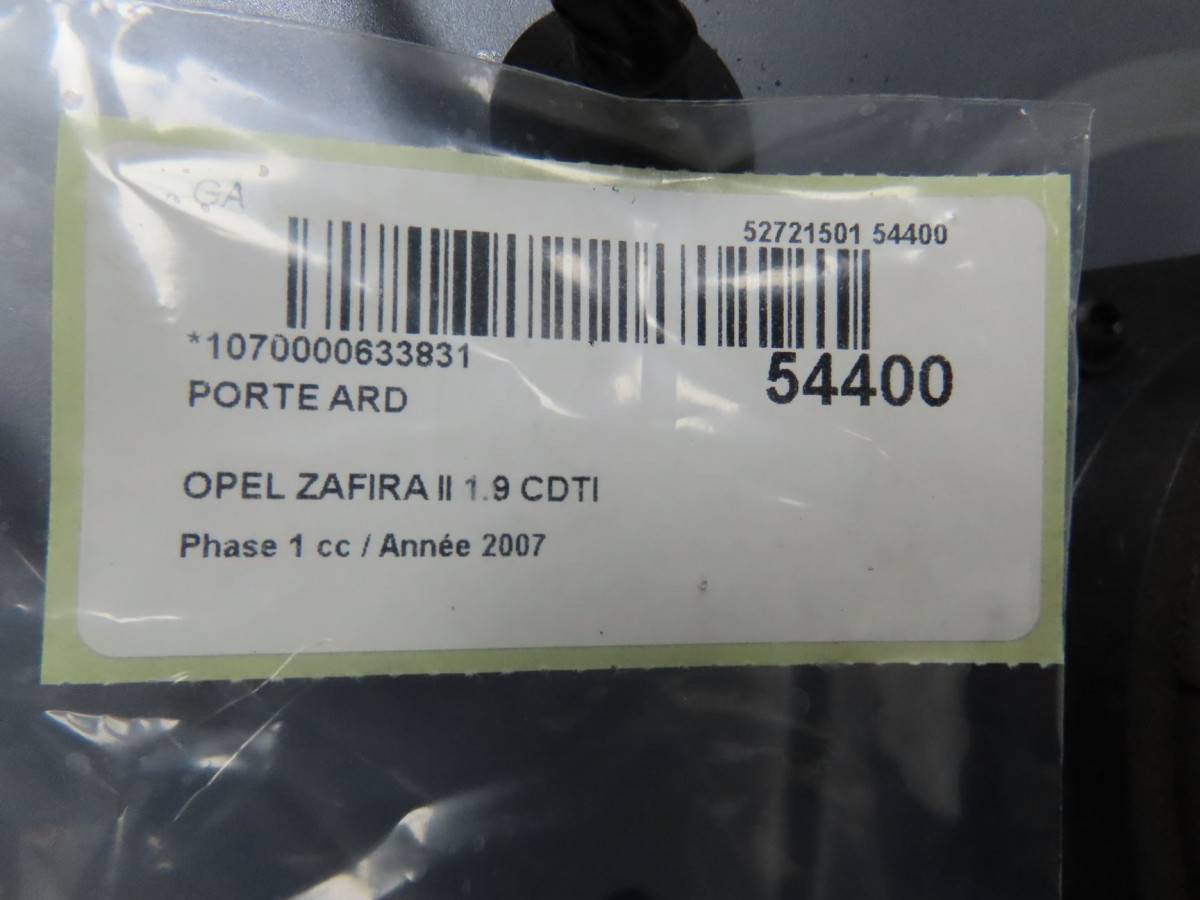 GA
52721501 54400
*1070000633831
54400
PORTE ARD
OPEL ZAFIRA II 1.9 CDTI
Phase 1 cc / Année 2007